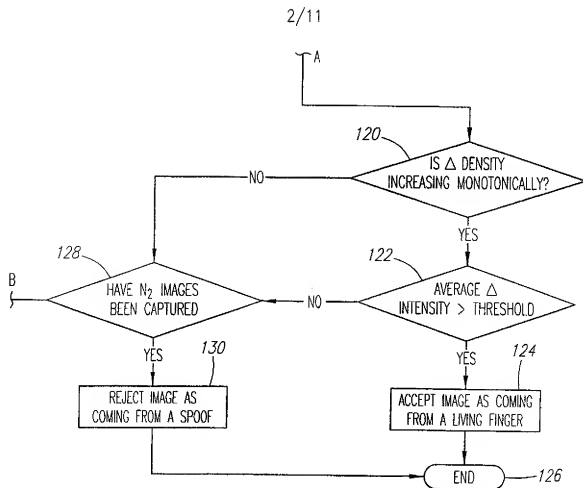 2/11
A
120
IS △ DENSITY
INCREASING MONOTONICALLY?
NO
YES
128
HAVE N₂ IMAGES
BEEN CAPTURED
B
122
AVERAGE △
INTENSITY > THRESHOLD
NO
YES
YES
130
REJECT IMAGE AS
COMING FROM A SPOOF
124
ACCEPT IMAGE AS COMING
FROM A LIVING FINGER
END
126